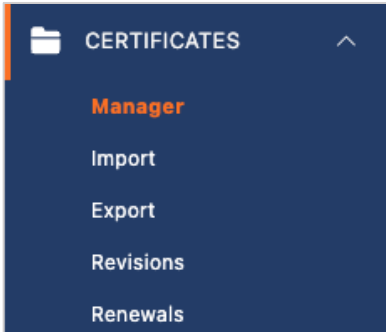 CERTIFICATES
Manager
Import
Export
Revisions
Renewals